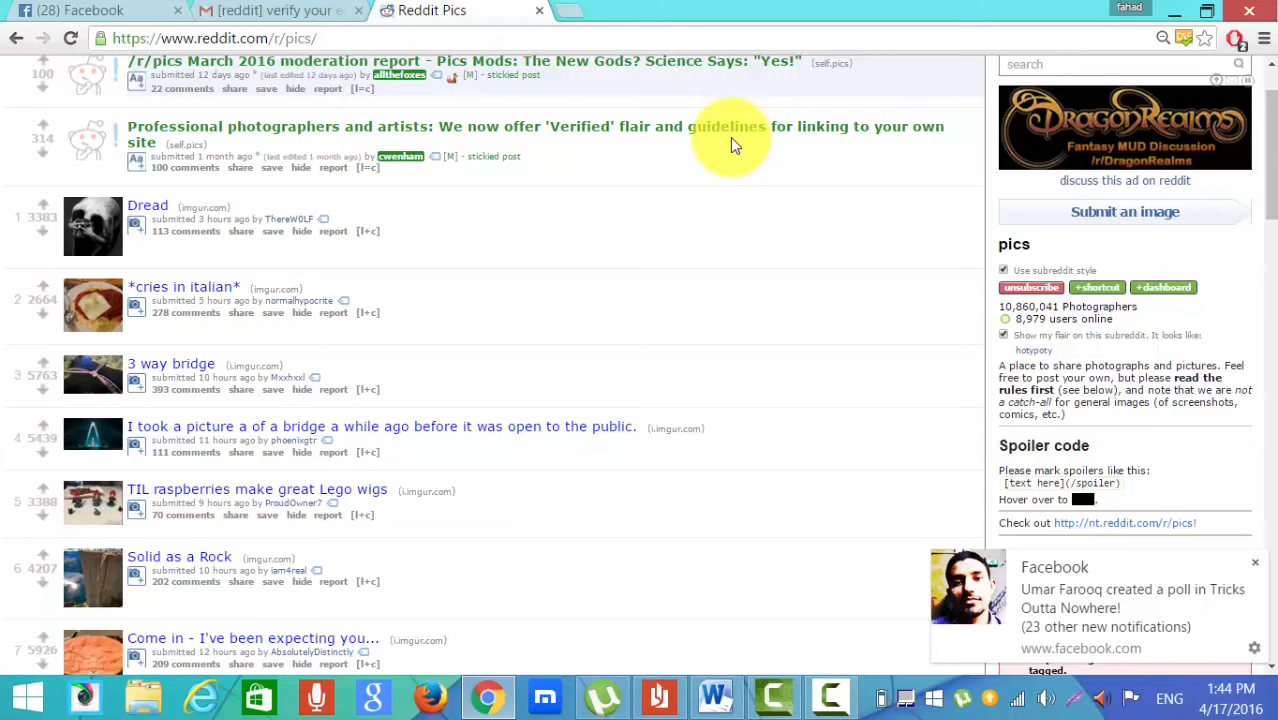 (28) Facebook
[reddit] verify your e
Reddit Pics
fahad
https://www.reddit.com/r/pics/
100
/r/pics March 2016 moderation report - Pics Mods: The New Gods? Science Says: "Yes!" (self.pics)
submitted 12 days ago * (last edited 12 days ago) by allthefoxes [M] - stickied post
22 comments share save hide report [l=c]
314
Professional photographers and artists: We now offer 'Verified' flair and guidelines for linking to your own
site (self.pics)
submitted 1 month ago * (last edited 1 month ago) by cwenham [M] - stickied post
100 comments share save hide report [l=c]
1 3383
Dread (imgur.com)
submitted 3 hours ago by ThereW0LF
113 comments share save hide report [l+c]
2 2664
*cries in italian* (imgur.com)
submitted 5 hours ago by normalhypocrite
278 comments share save hide report [l+c]
3 5763
3 way bridge (i.imgur.com)
submitted 10 hours ago by Mxxhxxl
393 comments share save hide report [l+c]
4 5439
I took a picture a of a bridge a while ago before it was open to the public. (i.imgur.com)
submitted 11 hours ago by phoenixgtr
111 comments share save hide report [l+c]
5 3388
TIL raspberries make great Lego wigs (i.imgur.com)
submitted 9 hours ago by ProudOwner7
70 comments share save hide report [l+c]
6 4207
Solid as a Rock (imgur.com)
submitted 10 hours ago by iam4real
202 comments share save hide report [l+c]
7 5926
Come in - I've been expecting you... (i.imgur.com)
submitted 12 hours ago by AbsolutelyDistinctly
209 comments share save hide report [l+c]
search
DRAGONREALMS
Fantasy MUD Discussion
/r/DragonRealms
discuss this ad on reddit
Submit an image
pics
Use subreddit style
unsubscribe +shortcut +dashboard
10,860,041 Photographers
8,979 users online
Show my flair on this subreddit. It looks like:
hotypoty
A place to share photographs and pictures. Feel
free to post your own, but please read the
rules first (see below), and note that we are not
a catch-all for general images (of screenshots,
comics, etc.)
Spoiler code
Please mark spoilers like this:
[text here](/spoiler)
Hover over to
Check out http://nt.reddit.com/r/pics!
Facebook
Umar Farooq created a poll in Tricks
Outta Nowhere!
(23 other new notifications)
www.facebook.com
tagged.
ENG
1:44 PM
4/17/2016